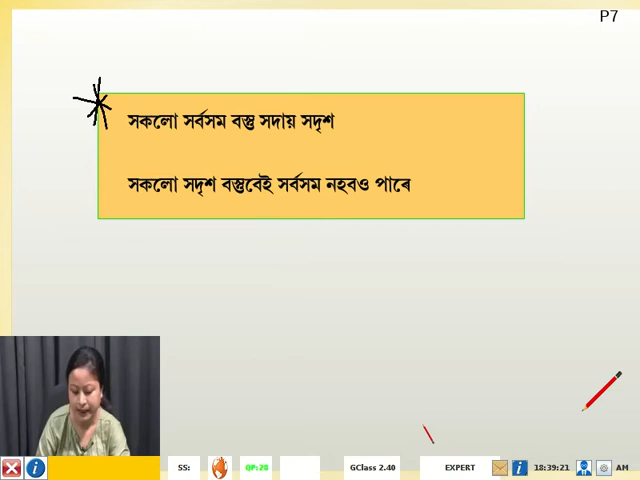 P7
সকলো সৰ্বসম বস্তু সদায় সদৃশ
সকলো সদৃশ বস্তুবেই সৰ্বসম নহবও পাৰে
SS: QP:28 GClass 2.40 EXPERT 18:39:21 AM